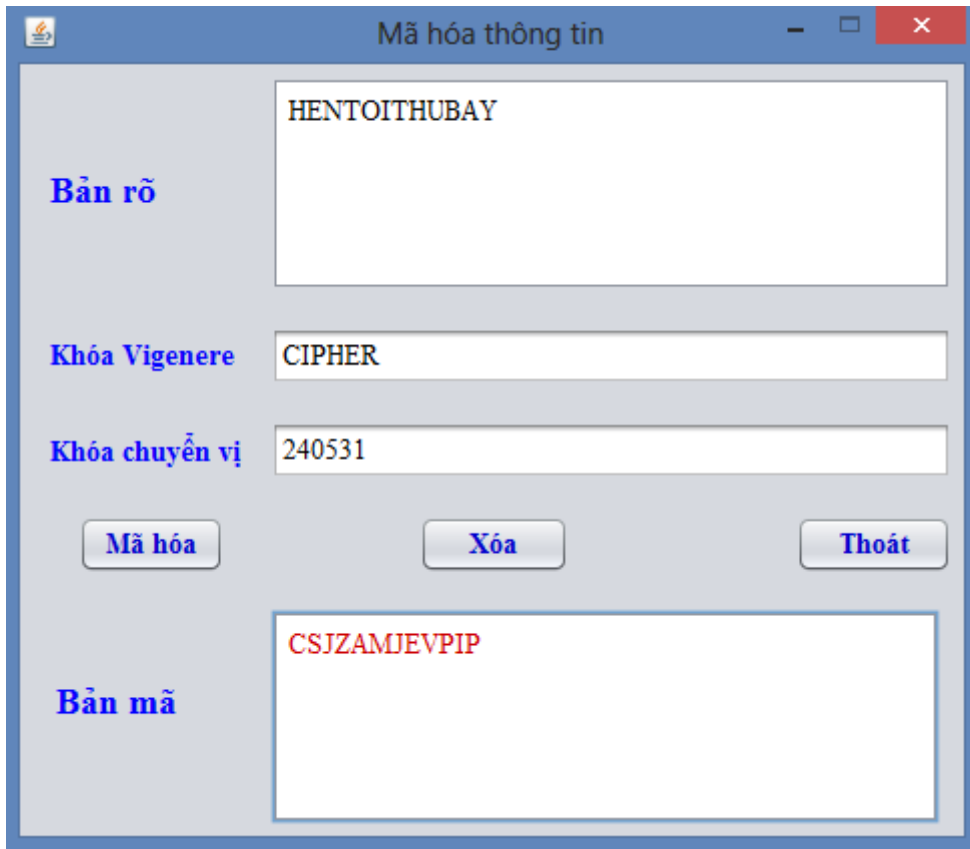 Mã hóa thông tin
Bản rõ
HENTOITHUBAY
Khóa Vigenere
CIPHER
Khóa chuyển vị
240531
Mã hóa
Xóa
Thoát
Bản mã
CSJZAMJEVPIP